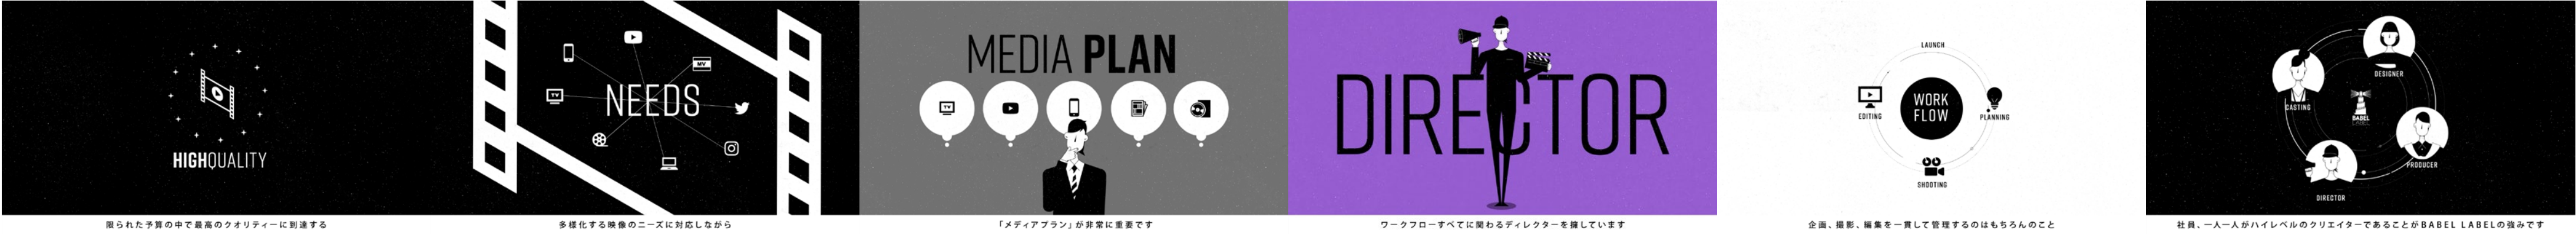 HIGHQUALITY
限られた予算の中で最高のクオリティーに到達する
NEEDS
MV
TV
多様化する映像のニーズに対応しながら
MEDIA PLAN
TV
「メディアプラン」が非常に重要です
DIRECTOR
ワークフローすべてに関わるディレクターを擁しています
LAUNCH
WORK
FLOW
EDITING
PLANNING
SHOOTING
企画、撮影、編集を一貫して管理するのはもちろんのこと
DESIGNER
CASTING
BABEL
LABEL
PRODUCER
DIRECTOR
社員、一人一人がハイレベルのクリエイターであることがBABEL LABELの強みです